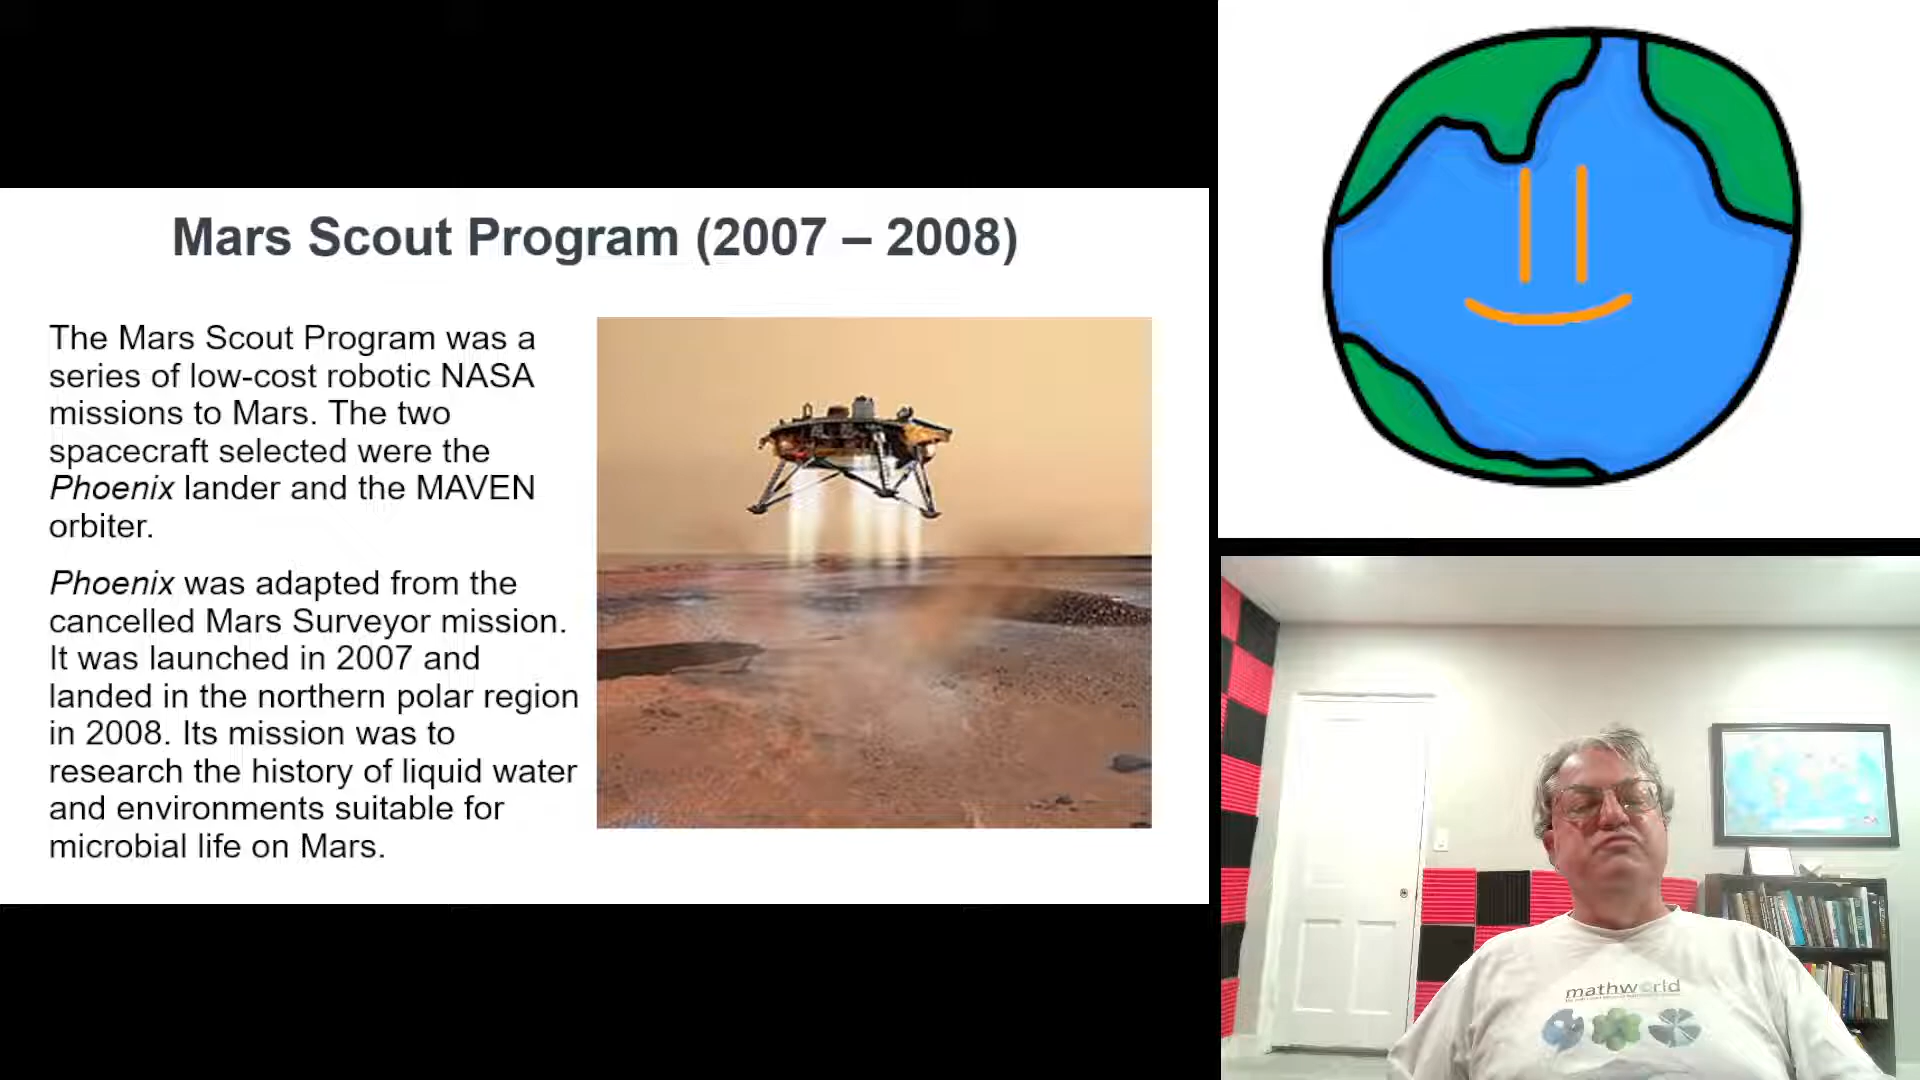 Mars Scout Program (2007 – 2008)
The Mars Scout Program was a
series of low-cost robotic NASA
missions to Mars. The two
spacecraft selected were the
Phoenix lander and the MAVEN
orbiter.
Phoenix was adapted from the
cancelled Mars Surveyor mission.
It was launched in 2007 and
landed in the northern polar region
in 2008. Its mission was to
research the history of liquid water
and environments suitable for
microbial life on Mars.
mathworld